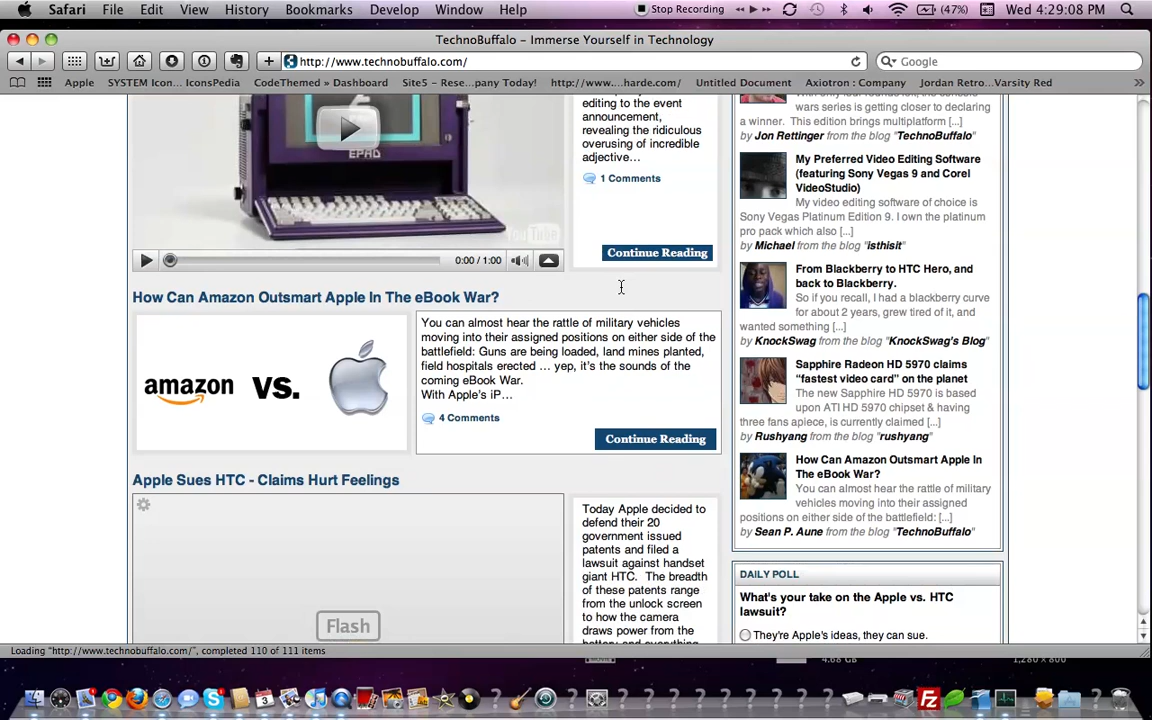 Safari File Edit View History Bookmarks Develop Window Help Stop Recording (47%) Wed 4:29:08 PM
TechnoBuffalo – Immerse Yourself in Technology
http://www.technobuffalo.com/ Google
Apple SYSTEM Icon... IconsPedia CodeThemed » Dashboard Site5 – Rese...pany Today! http://www....harde.com/ Untitled Document Axiotron : Company Jordan Retro...Varsity Red
EPAD
YouTube
0:00 / 1:00
editing to the event
announcement,
revealing the ridiculous
overusing of incredible
adjective…
1 Comments
Continue Reading
How Can Amazon Outsmart Apple In The eBook War?
amazon vs.
You can almost hear the rattle of military vehicles
moving into their assigned positions on either side of the
battlefield: Guns are being loaded, land mines planted,
field hospitals erected … yep, it's the sounds of the
coming eBook War.
With Apple's iP…
4 Comments
Continue Reading
Apple Sues HTC - Claims Hurt Feelings
Flash
Today Apple decided to
defend their 20
government issued
patents and filed a
lawsuit against handset
giant HTC. The breadth
of these patents range
from the unlock screen
to how the camera
draws power from the
wars series is getting closer to declaring
a winner. This edition brings multiplatform [...]
by Jon Rettinger from the blog "TechnoBuffalo"
My Preferred Video Editing Software
(featuring Sony Vegas 9 and Corel
VideoStudio)
My video editing software of choice is
Sony Vegas Platinum Edition 9. I own the platinum
pro pack which also [...]
by Michael from the blog "isthisit"
From Blackberry to HTC Hero, and
back to Blackberry.
So if you recall, I had a blackberry curve
for about 2 years, grew tired of it, and
wanted something [...]
by KnockSwag from the blog "KnockSwag's Blog"
Sapphire Radeon HD 5970 claims
“fastest video card” on the planet
The new Sapphire HD 5970 is based
upon ATI HD 5970 chipset & having
three fans apiece, is currently claimed [...]
by Rushyang from the blog "rushyang"
How Can Amazon Outsmart Apple In
The eBook War?
You can almost hear the rattle of military
vehicles moving into their assigned
positions on either side of the battlefield: [...]
by Sean P. Aune from the blog "TechnoBuffalo"
DAILY POLL
What's your take on the Apple vs. HTC
lawsuit?
They're Apple's ideas, they can sue.
Loading "http://www.technobuffalo.com/", completed 110 of 111 items
4.68 GB 1,280 × 800